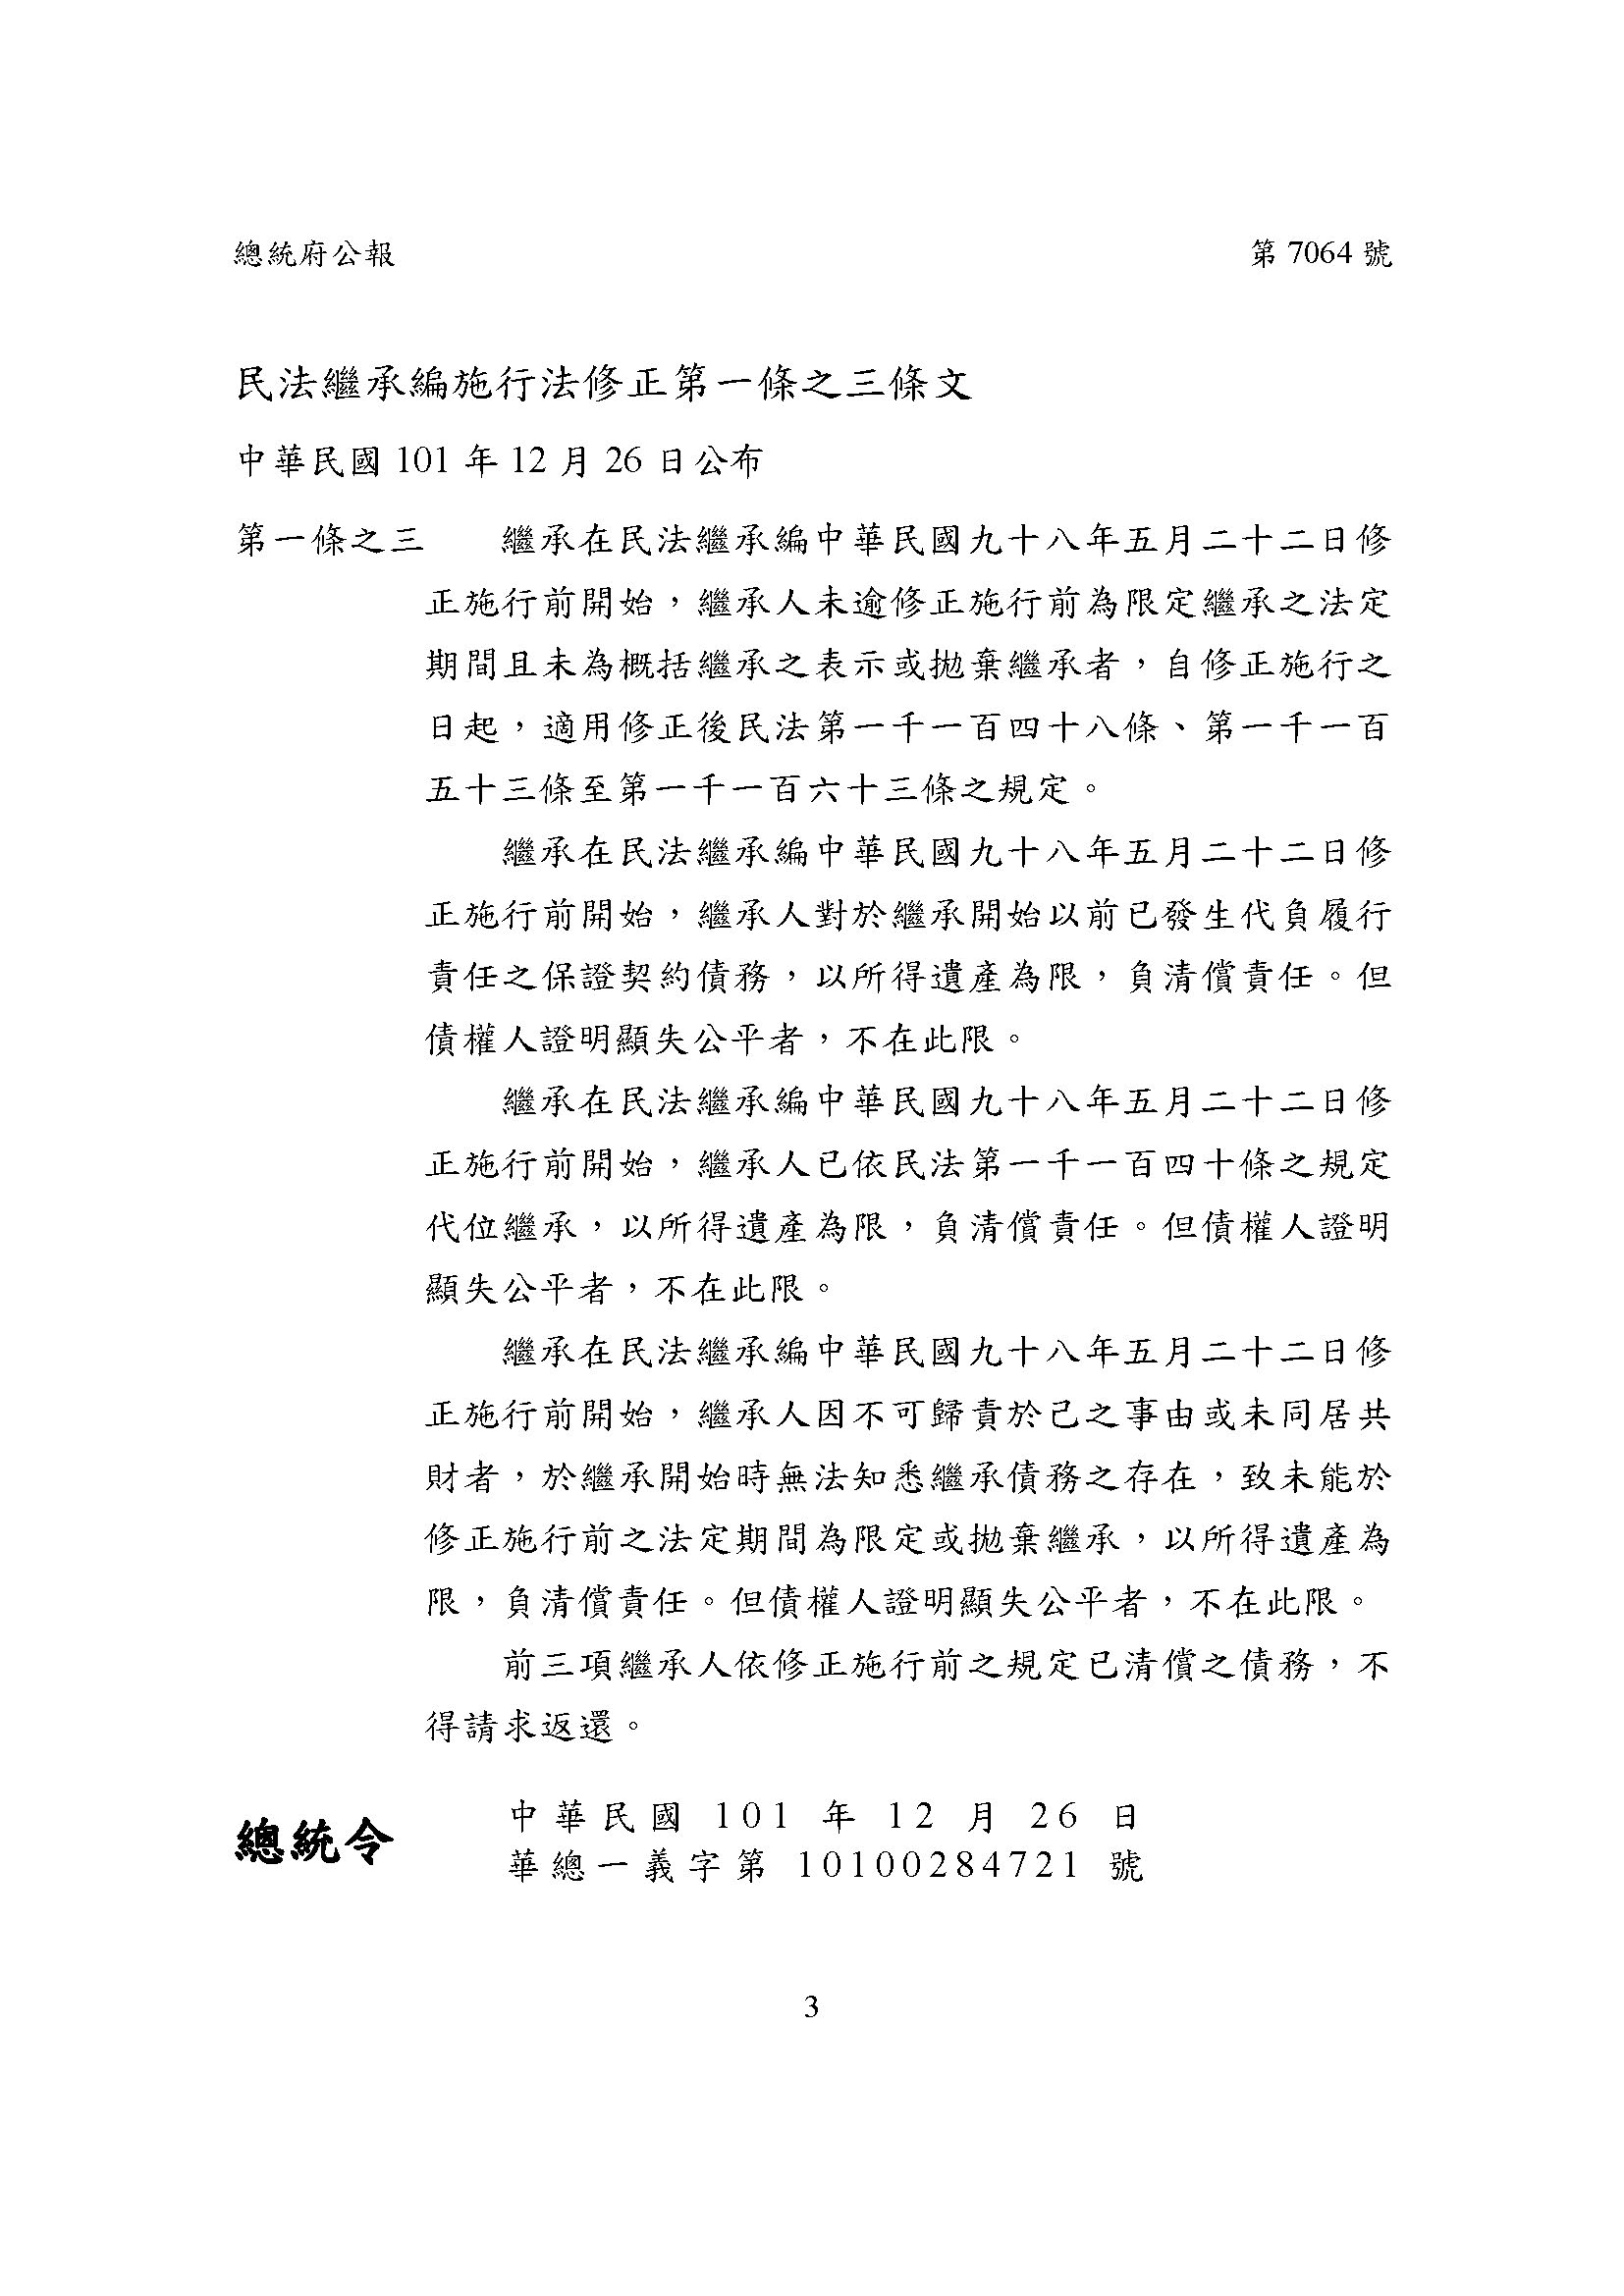 總統府公報 第 7064 號
民法繼承編施行法修正第一條之三條文
中華民國 101 年 12 月 26 日公布
第一條之三 繼承在民法繼承編中華民國九十八年五月二十二日修
正施行前開始，繼承人未逾修正施行前為限定繼承之法定
期間且未為概括繼承之表示或拋棄繼承者，自修正施行之
日起，適用修正後民法第一千一百四十八條、第一千一百
五十三條至第一千一百六十三條之規定。
繼承在民法繼承編中華民國九十八年五月二十二日修
正施行前開始，繼承人對於繼承開始以前已發生代負履行
責任之保證契約債務，以所得遺產為限，負清償責任。但
債權人證明顯失公平者，不在此限。
繼承在民法繼承編中華民國九十八年五月二十二日修
正施行前開始，繼承人已依民法第一千一百四十條之規定
代位繼承，以所得遺產為限，負清償責任。但債權人證明
顯失公平者，不在此限。
繼承在民法繼承編中華民國九十八年五月二十二日修
正施行前開始，繼承人因不可歸責於己之事由或未同居共
財者，於繼承開始時無法知悉繼承債務之存在，致未能於
修正施行前之法定期間為限定或拋棄繼承，以所得遺產為
限，負清償責任。但債權人證明顯失公平者，不在此限。
前三項繼承人依修正施行前之規定已清償之債務，不
得請求返還。
總統令 中華民國 101 年 12 月 26 日
華總一義字第 10100284721 號
3